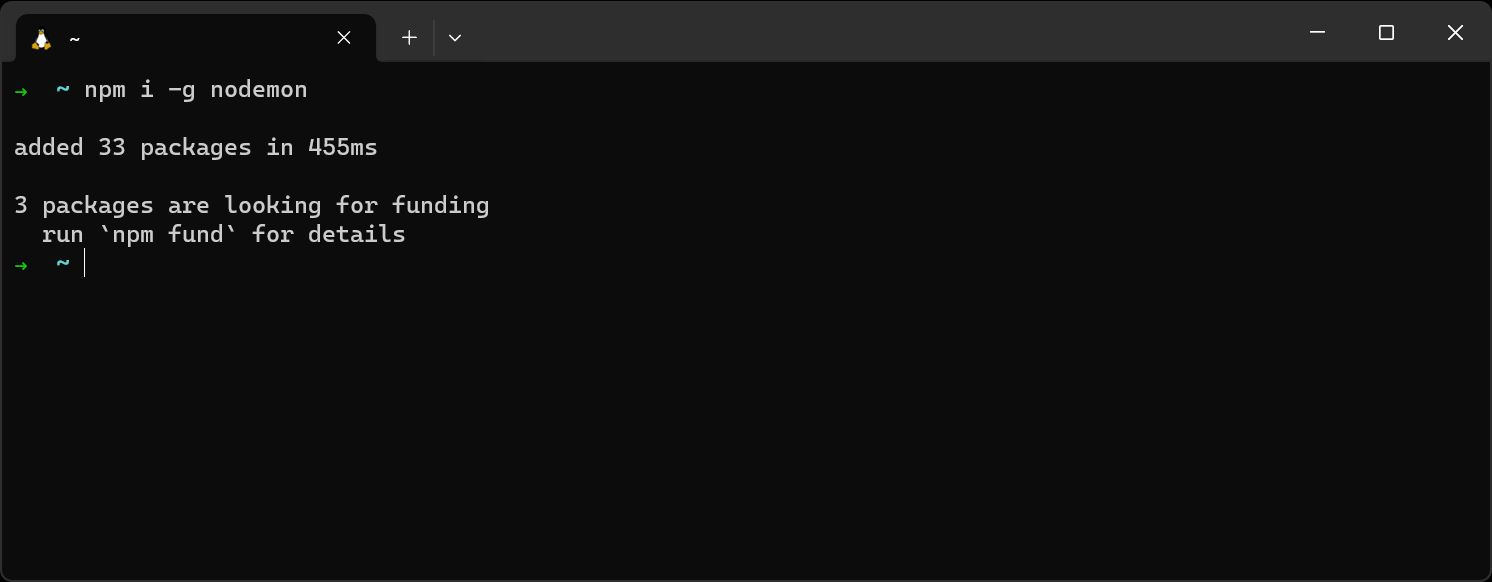 ~
➜  ~ npm i -g nodemon
added 33 packages in 455ms
3 packages are looking for funding
  run `npm fund` for details
➜  ~